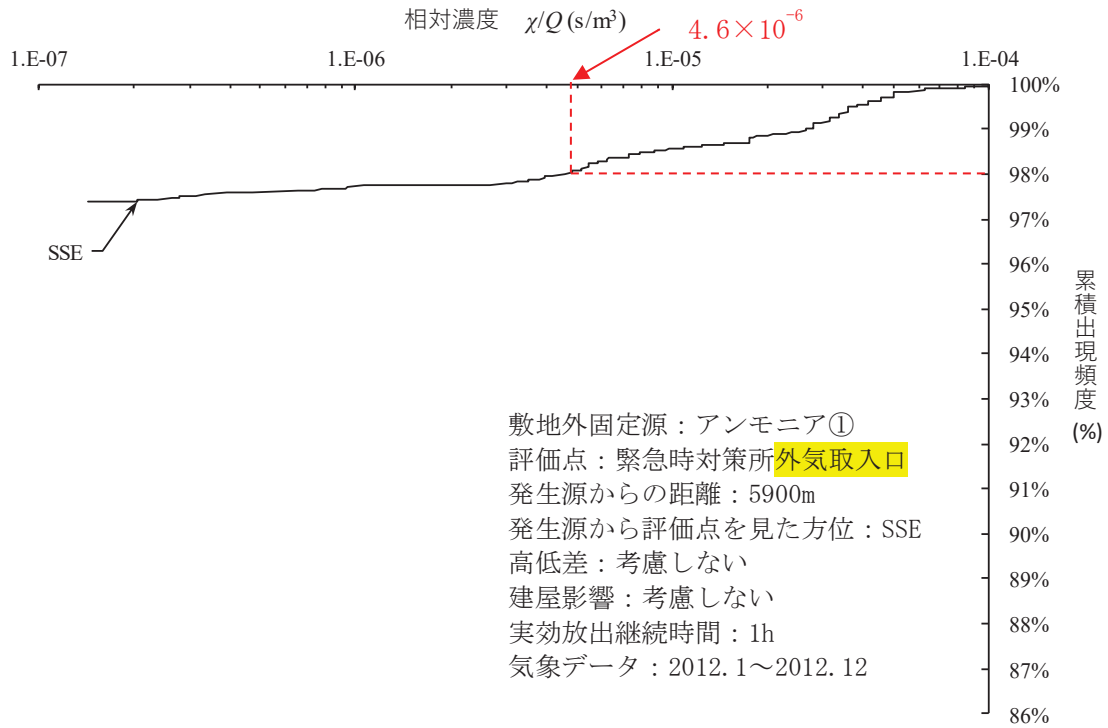 相対濃度 χ/Q (s/m³)
4.6×10⁻⁶
1.E-07
1.E-06
1.E-05
1.E-04
100%
99%
98%
97%
96%
95%
94%
93%
92%
91%
90%
89%
88%
87%
86%
SSE
累積出現頻度
(%)
敷地外固定源：アンモニア①
評価点：緊急時対策所外気取入口
発生源からの距離：5900m
発生源から評価点を見た方位：SSE
高低差：考慮しない
建屋影響：考慮しない
実効放出継続時間：1h
気象データ：2012.1～2012.12